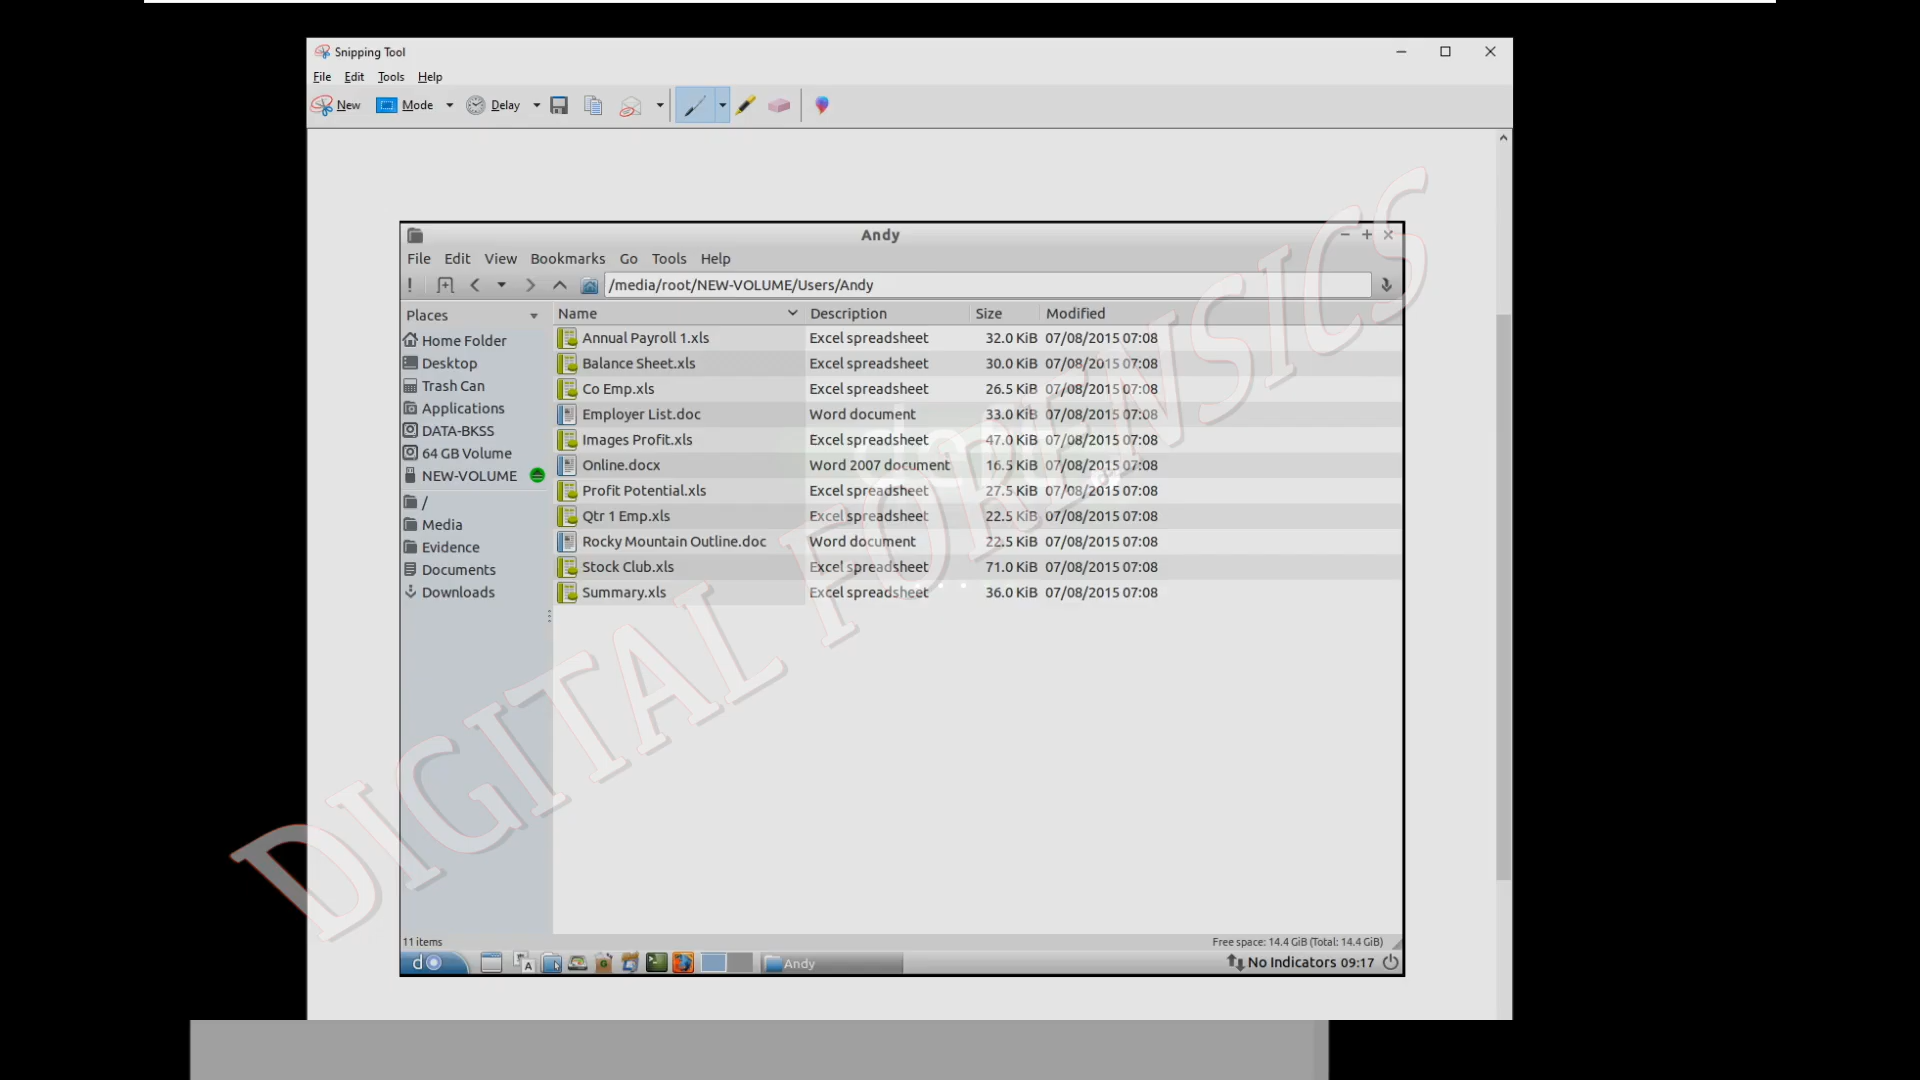 Snipping Tool
File Edit Tools Help
New Mode Delay
Andy
File Edit View Bookmarks Go Tools Help
/media/root/NEW-VOLUME/Users/Andy
Places
Home Folder
Desktop
Trash Can
Applications
DATA-BKSS
64 GB Volume
NEW-VOLUME
/
Media
Evidence
Documents
Downloads
Name Description Size Modified
Annual Payroll 1.xls Excel spreadsheet 32.0 KiB 07/08/2015 07:08
Balance Sheet.xls Excel spreadsheet 30.0 KiB 07/08/2015 07:08
Co Emp.xls Excel spreadsheet 26.5 KiB 07/08/2015 07:08
Employer List.doc Word document 33.0 KiB 07/08/2015 07:08
Images Profit.xls Excel spreadsheet 47.0 KiB 07/08/2015 07:08
Online.docx Word 2007 document 16.5 KiB 07/08/2015 07:08
Profit Potential.xls Excel spreadsheet 27.5 KiB 07/08/2015 07:08
Qtr 1 Emp.xls Excel spreadsheet 22.5 KiB 07/08/2015 07:08
Rocky Mountain Outline.doc Word document 22.5 KiB 07/08/2015 07:08
Stock Club.xls Excel spreadsheet 71.0 KiB 07/08/2015 07:08
Summary.xls Excel spreadsheet 36.0 KiB 07/08/2015 07:08
DIGITAL FORENSICS
11 items Free space: 14.4 GiB (Total: 14.4 GiB)
Andy No Indicators 09:17